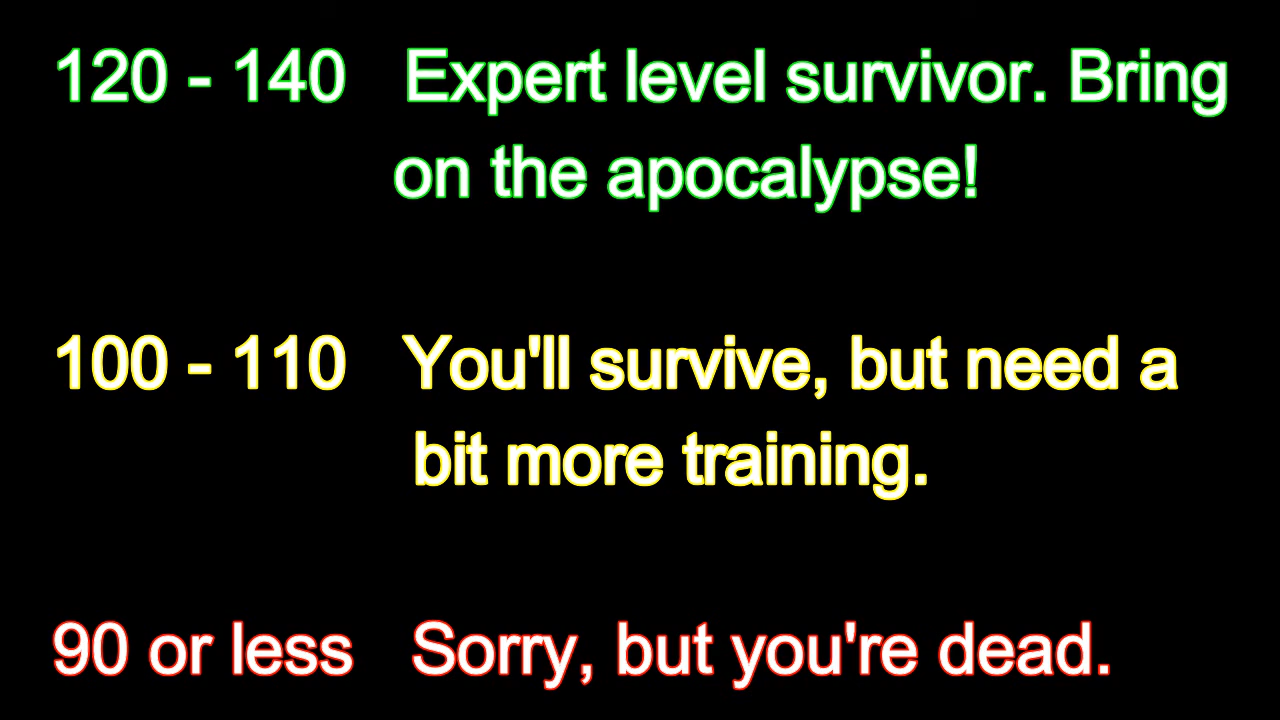 120 - 140 Expert level survivor. Bring
on the apocalypse!
100 - 110 You'll survive, but need a
bit more training.
90 or less Sorry, but you're dead.